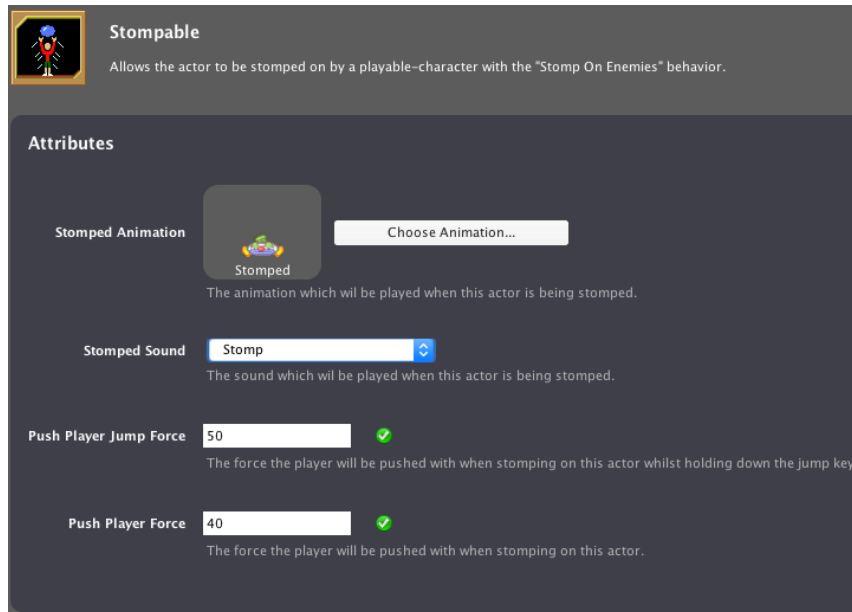 Stompable
Allows the actor to be stomped on by a playable-character with the "Stomp On Enemies" behavior.
Attributes
Stomped Animation
Stomped
Choose Animation...
The animation which wil be played when this actor is being stomped.
Stomped Sound
Stomp
The sound which wil be played when this actor is being stomped.
Push Player Jump Force
50
The force the player will be pushed with when stomping on this actor whilst holding down the jump key
Push Player Force
40
The force the player will be pushed with when stomping on this actor.